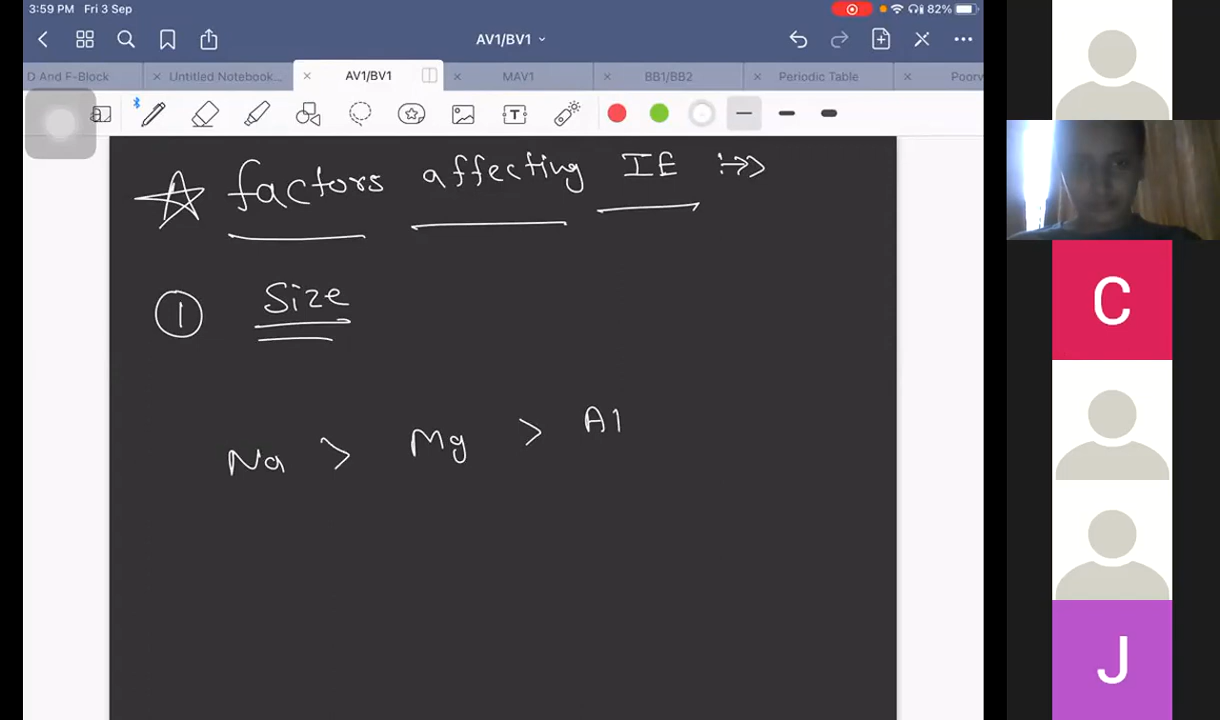 3:59 PM Fri 3 Sep 82%
AV1/BV1
D And F-Block Untitled Notebook... AV1/BV1 MAV1 BB1/BB2 Periodic Table Poorv
T
factors affecting IE :->>
1 Size
Na > Mg > Al
C
J